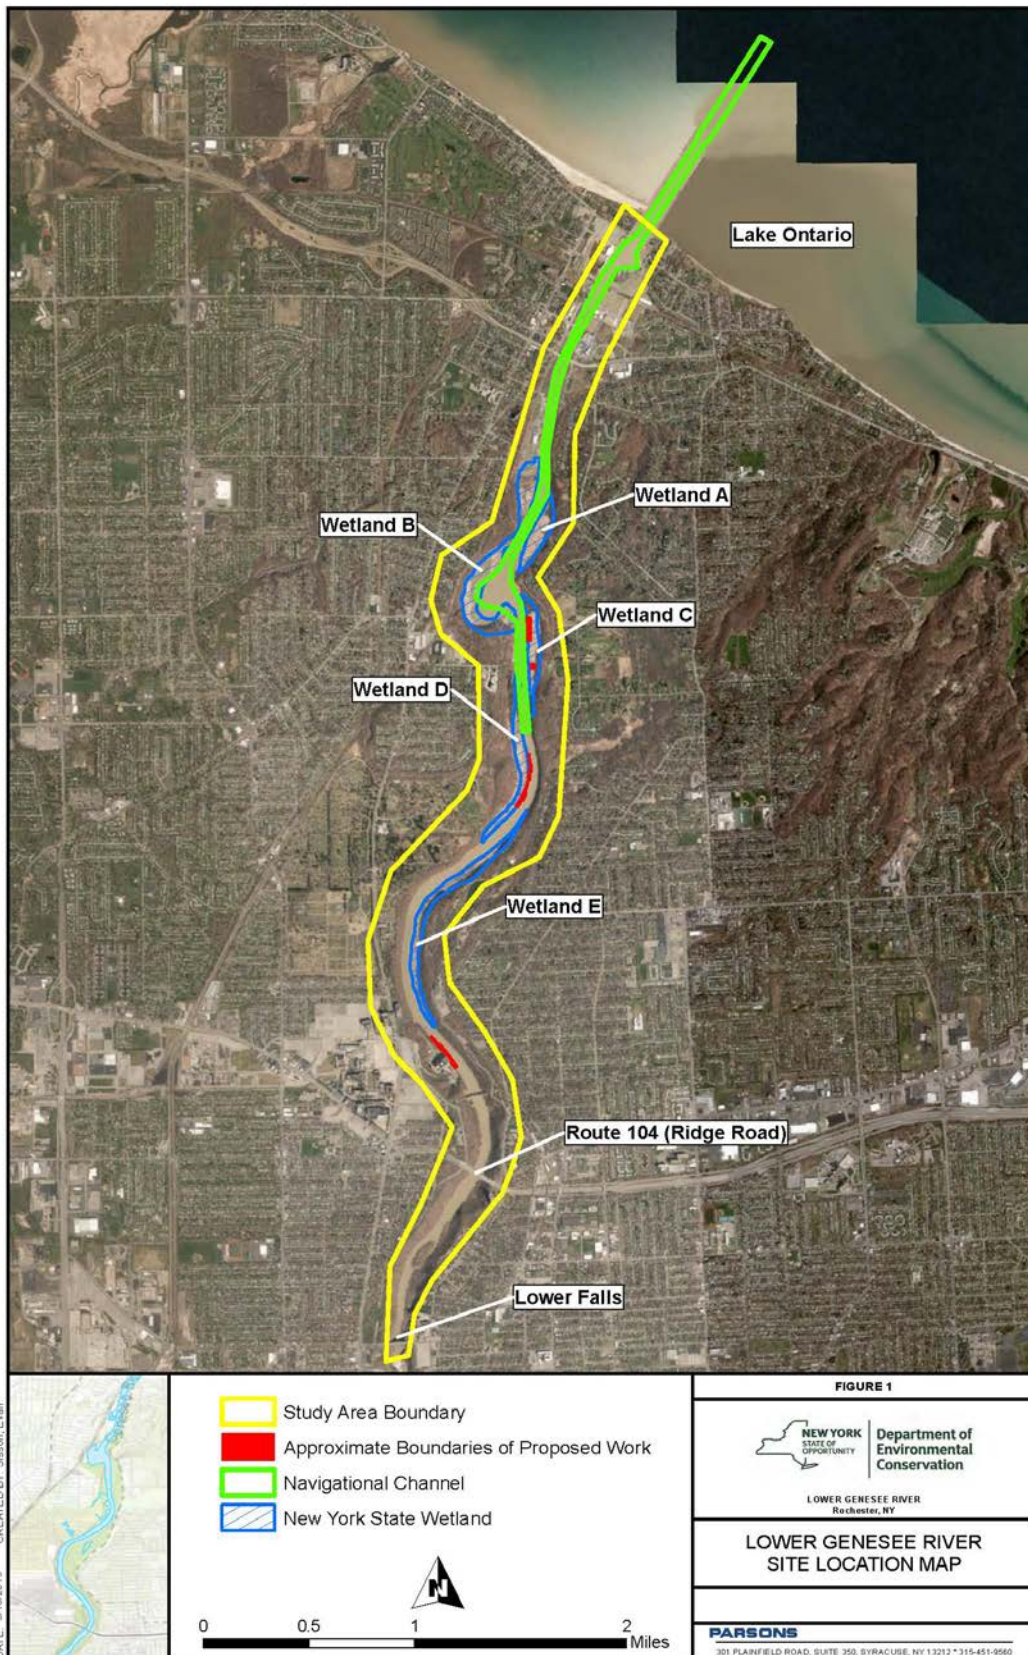 Lake Ontario
Wetland A
Wetland B
Wetland C
Wetland D
Wetland E
Route 104 (Ridge Road)
Lower Falls
Study Area Boundary
Approximate Boundaries of Proposed Work
Navigational Channel
New York State Wetland
N
0 0.5 1 2
Miles
FIGURE 1
NEW YORK
STATE OF
OPPORTUNITY
Department of
Environmental
Conservation
LOWER GENESEE RIVER
Rochester, NY
LOWER GENESEE RIVER
SITE LOCATION MAP
PARSONS
301 PLAINFIELD ROAD, SUITE 350, SYRACUSE, NY 13212 * 315-451-9560